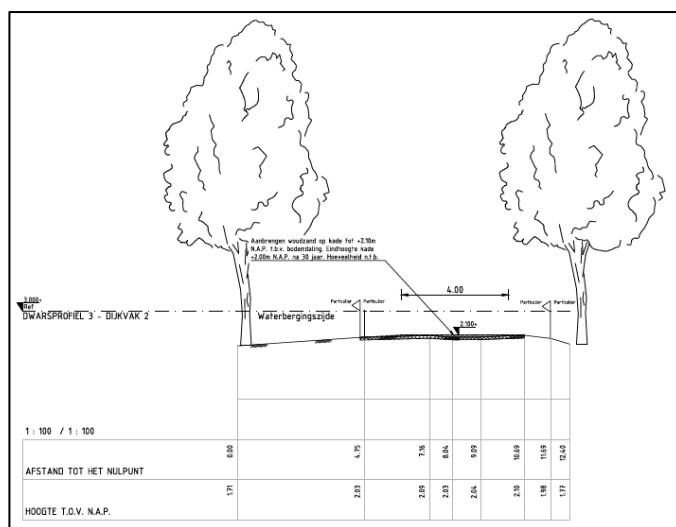 Aanbrengen woudzand op kade tot +2.10m
N.A.P. t.b.v. bodemdaling. Eindhoogte kade
+2.00m N.A.P. na 30 jaar. Hoeveelheid n.t.b.
4.00
3.000+
Ref
Particulier Particulier
Particulier Particulier
DWARSPROFIEL 3 - DIJKVAK 2
Waterbergingszijde
2.100+
1 : 100 / 1 : 100
AFSTAND TOT HET NULPUNT 0.00 4.75 7.16 8.04 9.09 10.69 11.69 12.40
HOOGTE T.O.V. N.A.P. 1.71 2.03 2.09 2.03 2.04 2.10 1.98 1.77